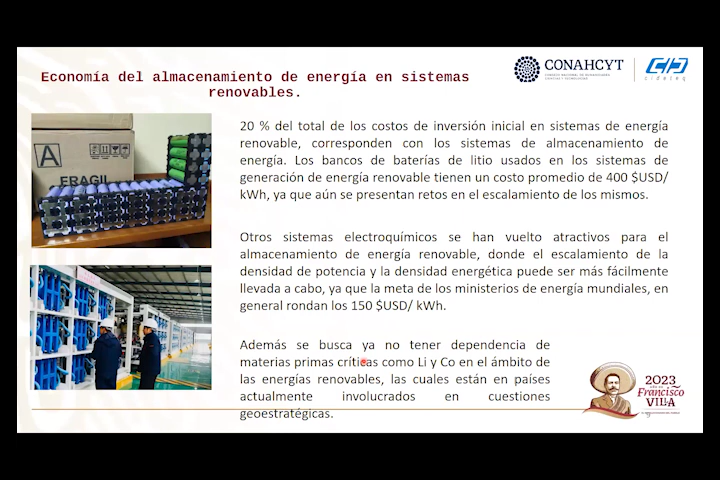 Economía del almacenamiento de energía en sistemas
renovables.
CONAHCYT
CONSEJO NACIONAL DE HUMANIDADES
CIENCIAS Y TECNOLOGÍAS
cideteq
A
FRAGIL
20 % del total de los costos de inversión inicial en sistemas de energía
renovable, corresponden con los sistemas de almacenamiento de
energía. Los bancos de baterías de litio usados en los sistemas de
generación de energía renovable tienen un costo promedio de 400 $USD/
kWh, ya que aún se presentan retos en el escalamiento de los mismos.
Otros sistemas electroquímicos se han vuelto atractivos para el
almacenamiento de energía renovable, donde el escalamiento de la
densidad de potencia y la densidad energética puede ser más fácilmente
llevada a cabo, ya que la meta de los ministerios de energía mundiales, en
general rondan los 150 $USD/ kWh.
Además se busca ya no tener dependencia de
materias primas críticas como Li y Co en el ámbito de
las energías renovables, las cuales están en países
actualmente involucrados en cuestiones
geoestratégicas.
2023
Francisco
VILLA